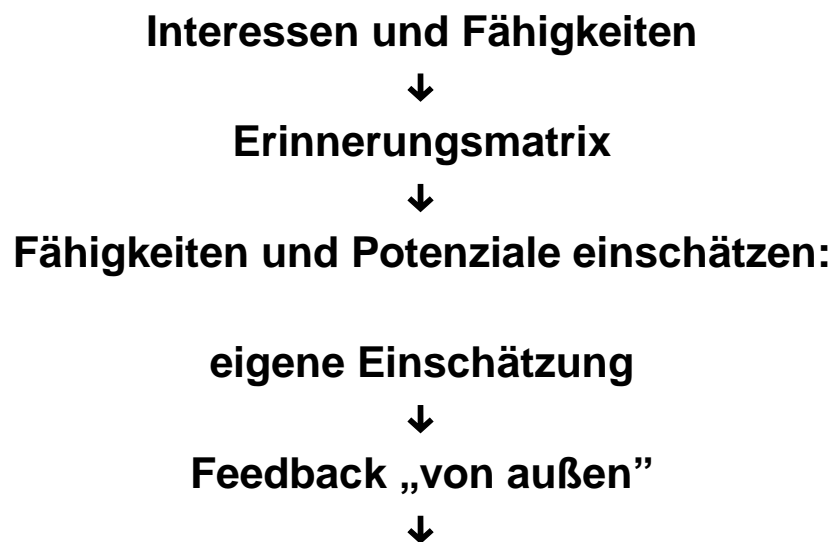 Interessen und Fähigkeiten
↓
Erinnerungsmatrix
↓
Fähigkeiten und Potenziale einschätzen:
eigene Einschätzung
↓
Feedback „von außen”
↓